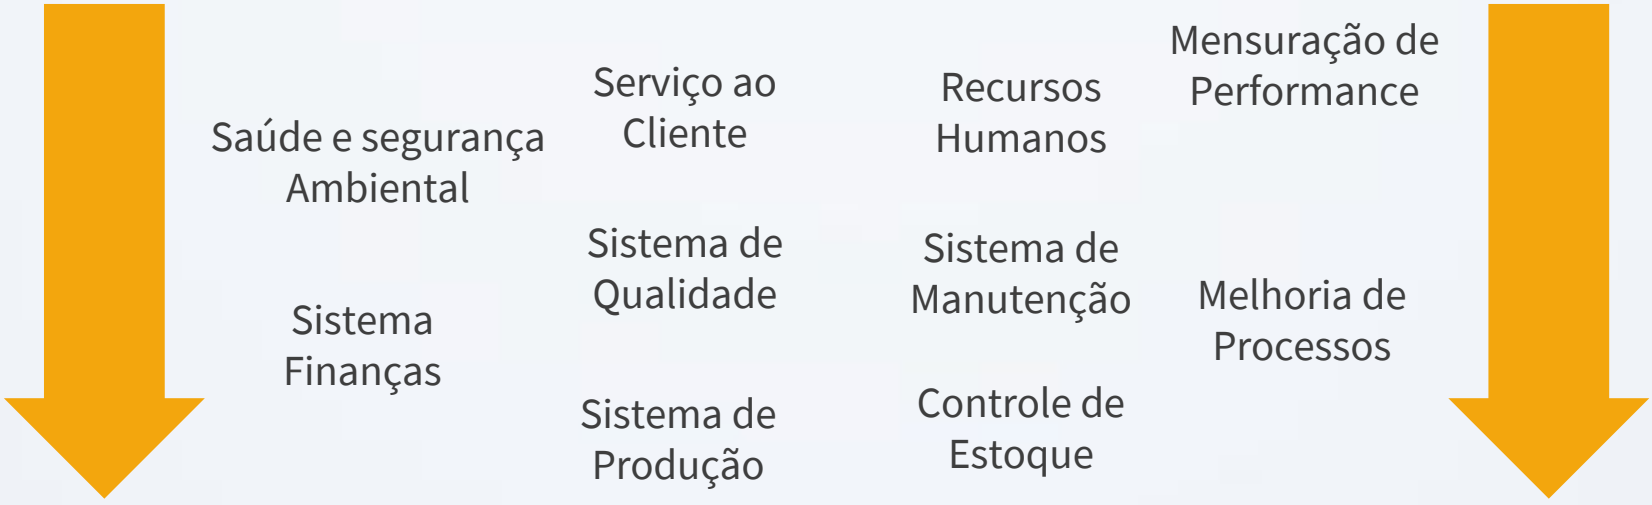 Saúde e segurança
Ambiental
Sistema
Finanças
Serviço ao
Cliente
Sistema de
Qualidade
Sistema de
Produção
Recursos
Humanos
Sistema de
Manutenção
Controle de
Estoque
Mensuração de
Performance
Melhoria de
Processos